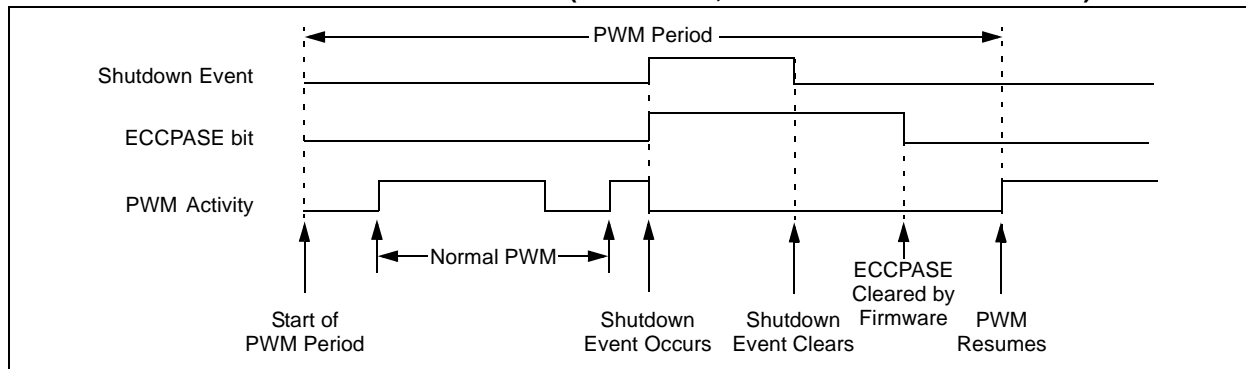 PWM Period
Shutdown Event
ECCPASE bit
PWM Activity
Normal PWM
Start of
PWM Period
Shutdown
Event Occurs
Shutdown
Event Clears
ECCPASE
Cleared by
Firmware
PWM
Resumes